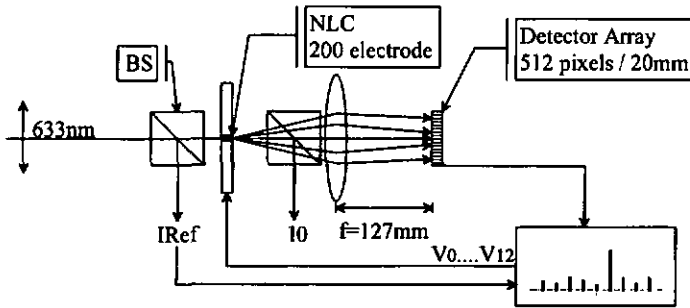 NLC
200 electrode
Detector Array
512 pixels / 20mm
BS
633nm
IRef
I0
f=127mm
V0....V12